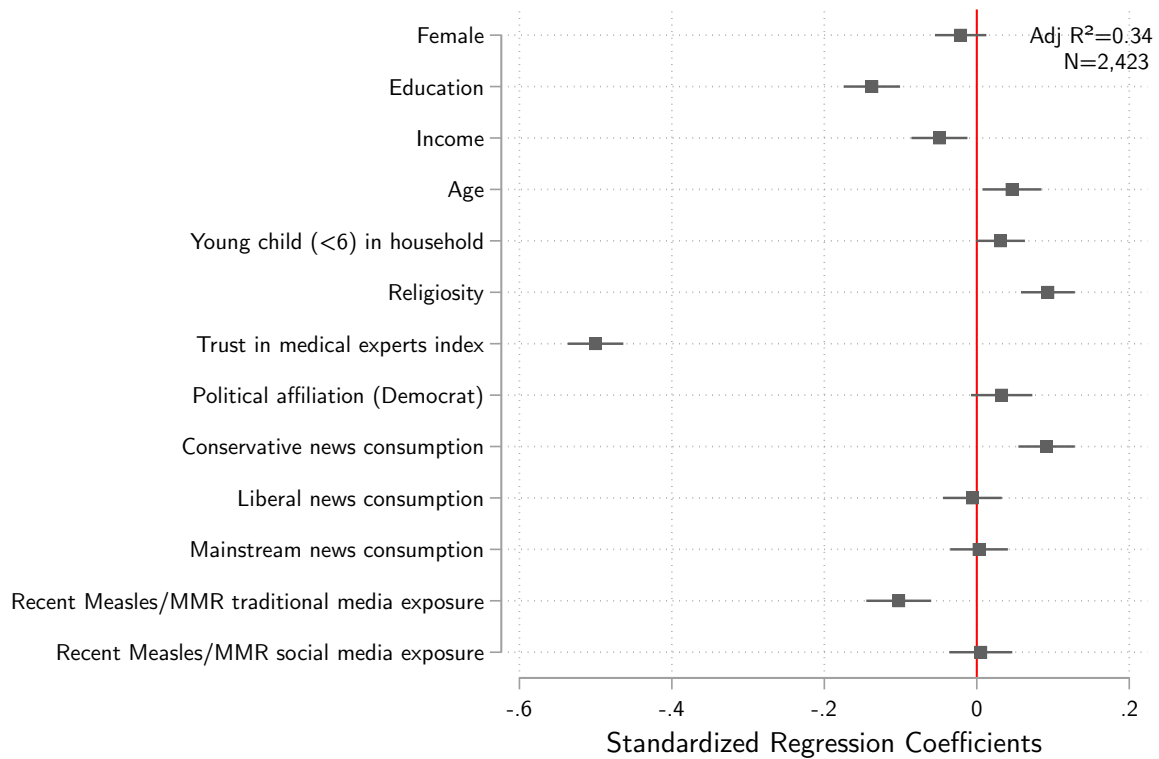 Female
Adj R²=0.34
N=2,423
Education
Income
Age
Young child (<6) in household
Religiosity
Trust in medical experts index
Political affiliation (Democrat)
Conservative news consumption
Liberal news consumption
Mainstream news consumption
Recent Measles/MMR traditional media exposure
Recent Measles/MMR social media exposure
-.6 -.4 -.2 0 .2
Standardized Regression Coefficients